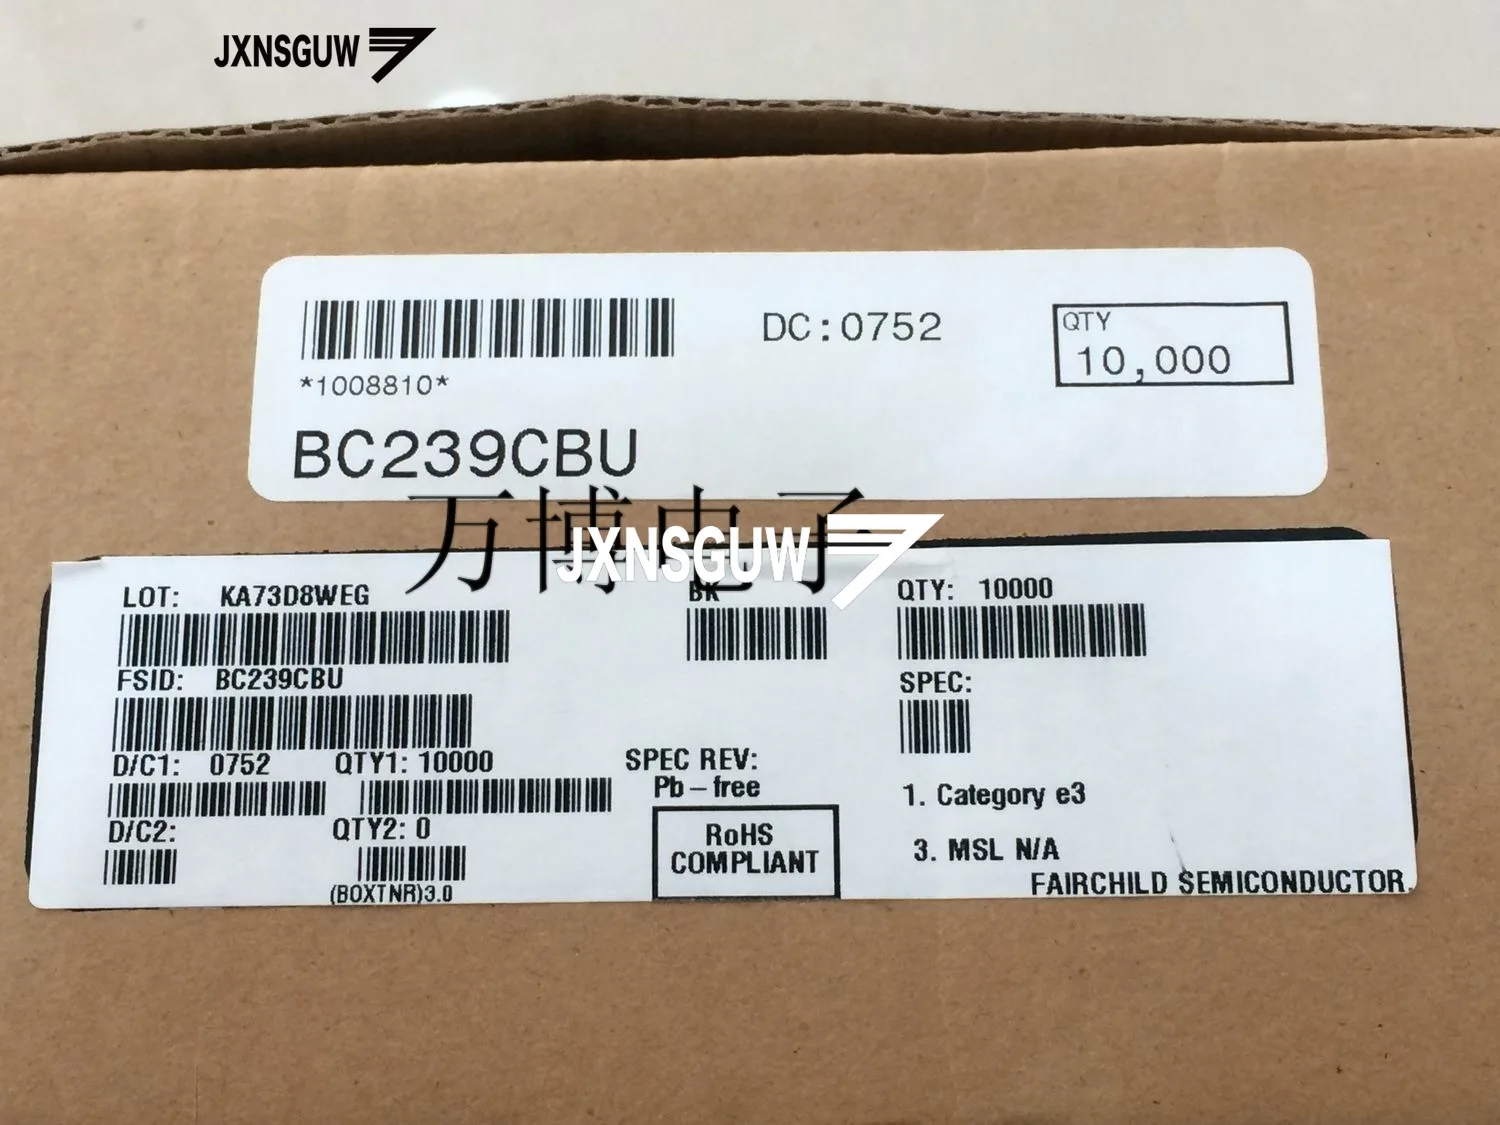 JXNSGUW
DC:0752
QTY
10,000
*1008810*
BC239CBU
万博电子
JXNSGUW
LOT: KA73D8WEG
BK
QTY: 10000
FSID: BC239CBU
SPEC:
D/C1: 0752 QTY1: 10000
SPEC REV:
Pb-free
1. Category e3
D/C2: QTY2: 0
RoHS
COMPLIANT
3. MSL N/A
(BOXTNR)3.0
FAIRCHILD SEMICONDUCTOR